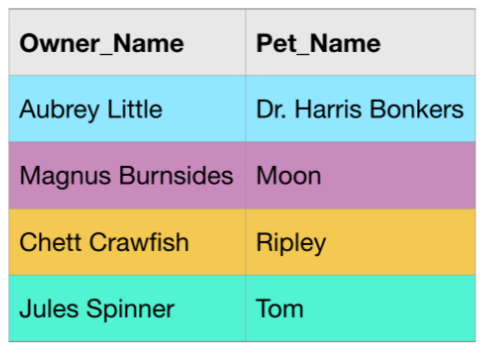 Owner_Name Pet_Name
Aubrey Little Dr. Harris Bonkers
Magnus Burnsides Moon
Chett Crawfish Ripley
Jules Spinner Tom